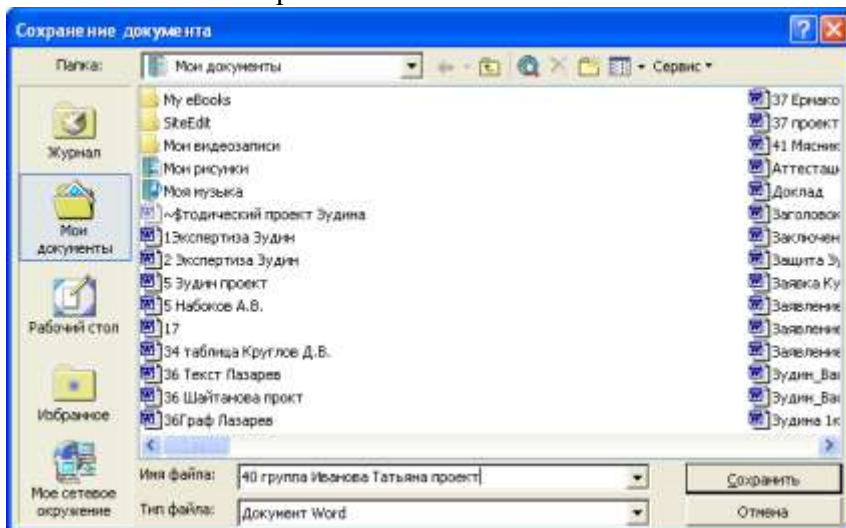 Сохранение документа
Папка:
Мои документы
Сервис
Журнал
Мои документы
Рабочий стол
Избранное
Мое сетевое окружение
My eBooks
SiteEdit
Мои видеозаписи
Мои рисунки
Моя музыка
~$тодический проект Зудина
1Экспертиза Зудин
2 Экспертиза Зудин
5 Зудин проект
5 Набоков А.В.
17
34 таблица Круглов Д.В.
36 Текст Лазарев
36 Шайтанова прокт
36Граф Лазарев
37 Ермако
37 проект
41 Мясник
Аттестаци
Доклад
Заголовок
Заключен
Защита Зу
Заявка Ку
Заявление
Заявление
Заявление
Зудин_Ва
Зудин_Ва
Зудина 1к
Имя файла:
40 группа Иванова Татьяна проект
Сохранить
Тип файла:
Документ Word
Отмена